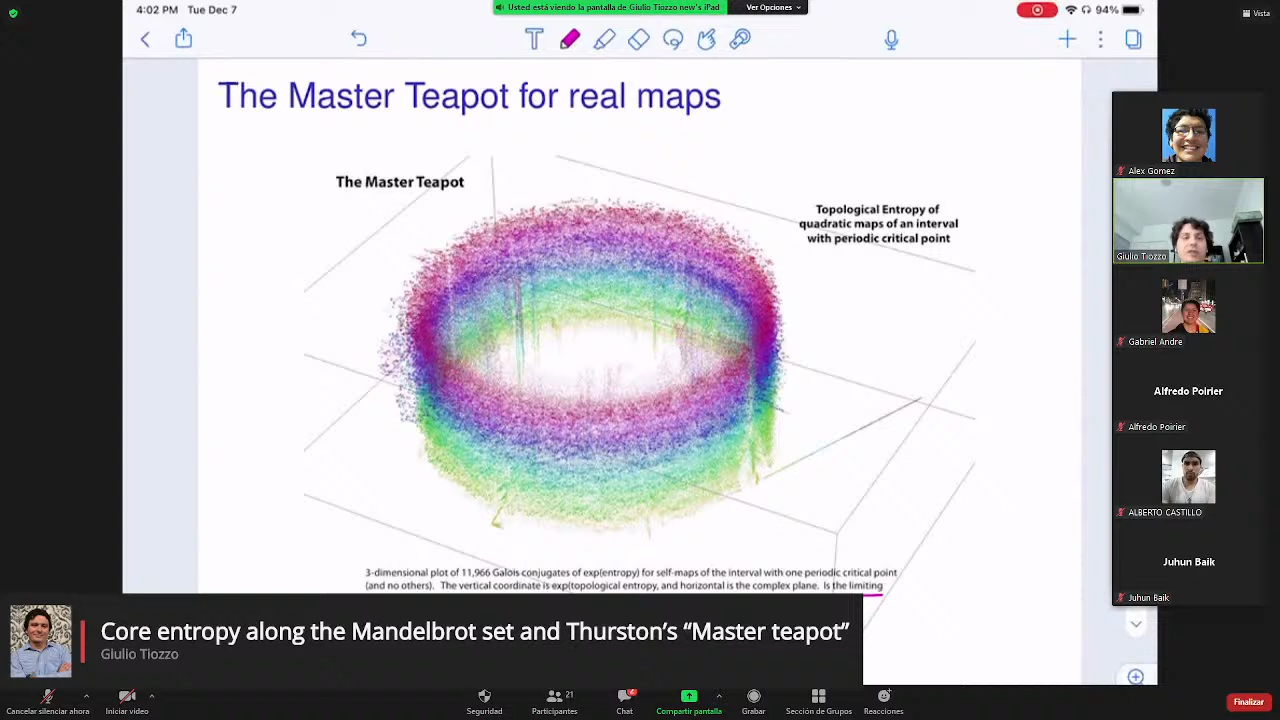 4:02 PM Tue Dec 7
Usted está viendo la pantalla de Giulio Tiozzo new's iPad
Ver Opciones
94%
Vista
The Master Teapot for real maps
The Master Teapot
Topological Entropy of
quadratic maps of an interval
with periodic critical point
3-dimensional plot of 11,966 Galois conjugates of exp(entropy) for self-maps of the interval with one periodic critical point
(and no others). The vertical coordinate is exp(topological entropy, and horizontal is the complex plane. Is the limiting
Alex Gomez
Giulio Tiozzo
Gabriel Andre
Alfredo Poirier
Alfredo Poirier
ALBERTO CASTILLO
Juhun Baik
Juhun Baik
Core entropy along the Mandelbrot set and Thurston's “Master teapot”
Giulio Tiozzo
Cancelar silenciar ahora
Iniciar video
Seguridad
Participantes
21
Chat
2
Compartir pantalla
Grabar
Sección de Grupos
Reacciones
Finalizar